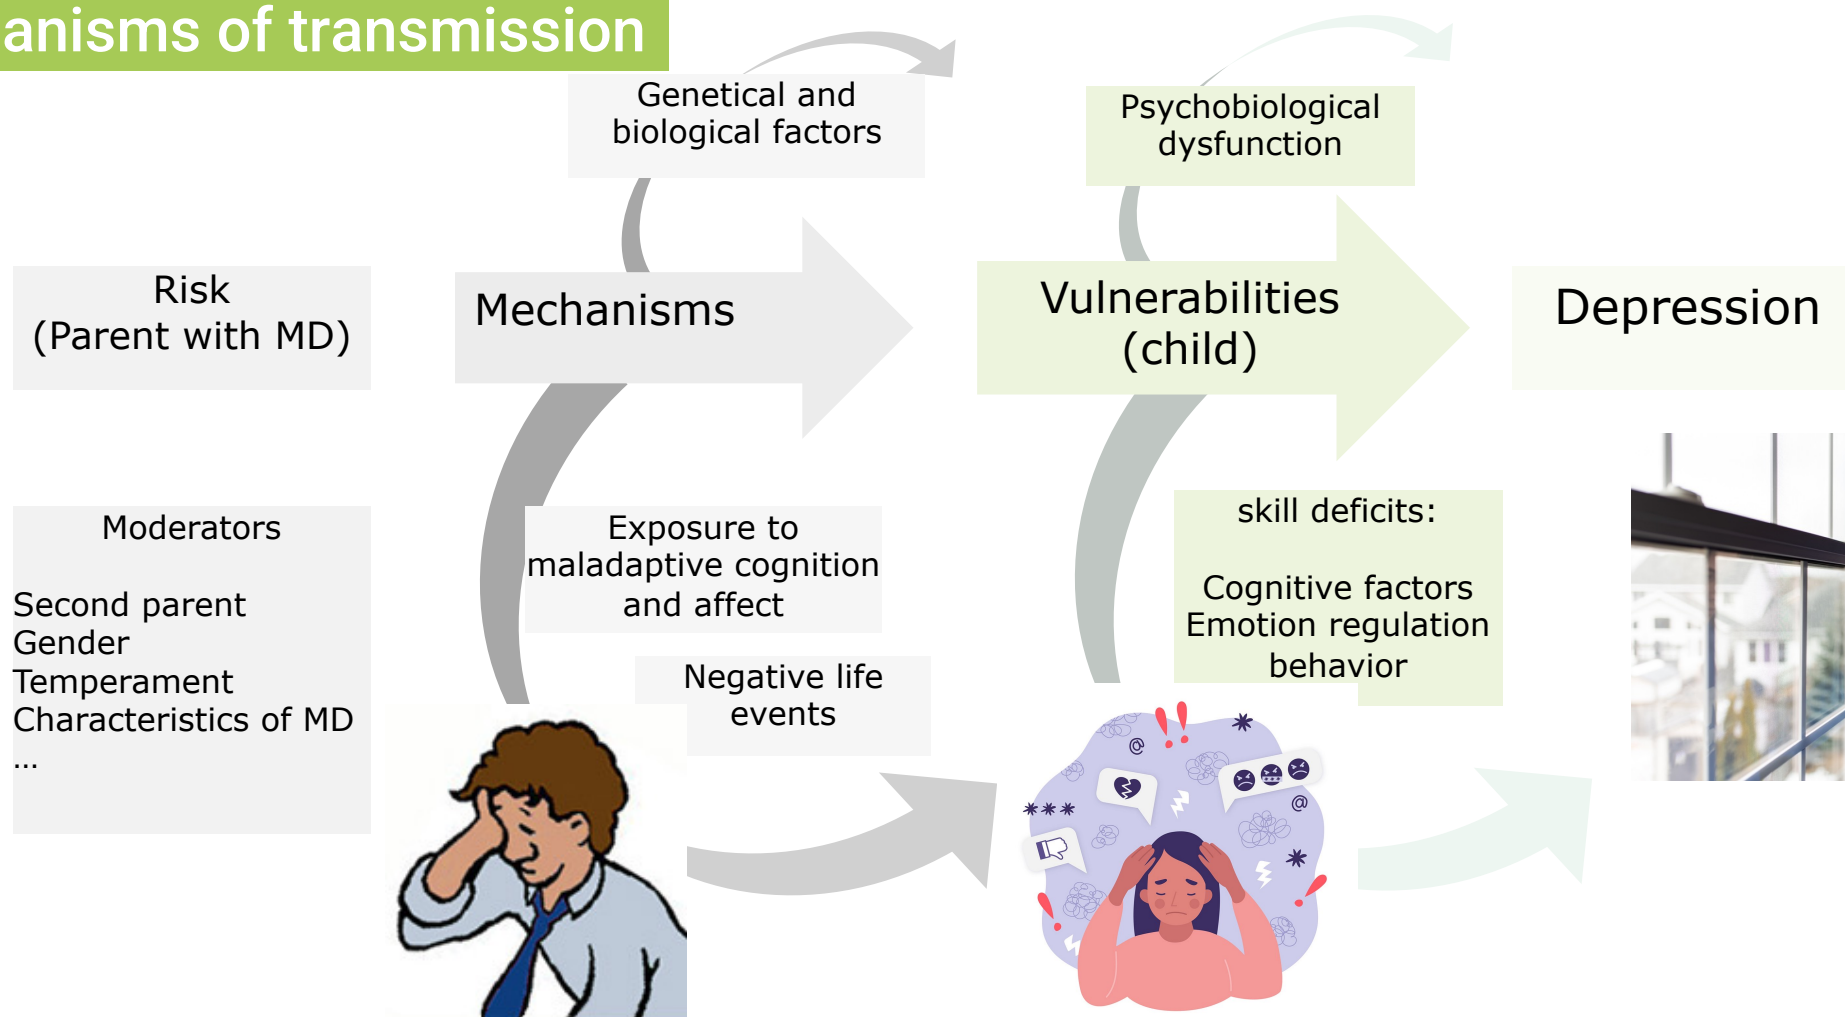 anisms of transmission
Genetical and
biological factors
Psychobiological
dysfunction
Risk
(Parent with MD)
Mechanisms
Vulnerabilities
(child)
Depression
Moderators
Second parent
Gender
Temperament
Characteristics of MD
...
Exposure to
maladaptive cognition
and affect
Negative life
events
skill deficits:
Cognitive factors
Emotion regulation
behavior